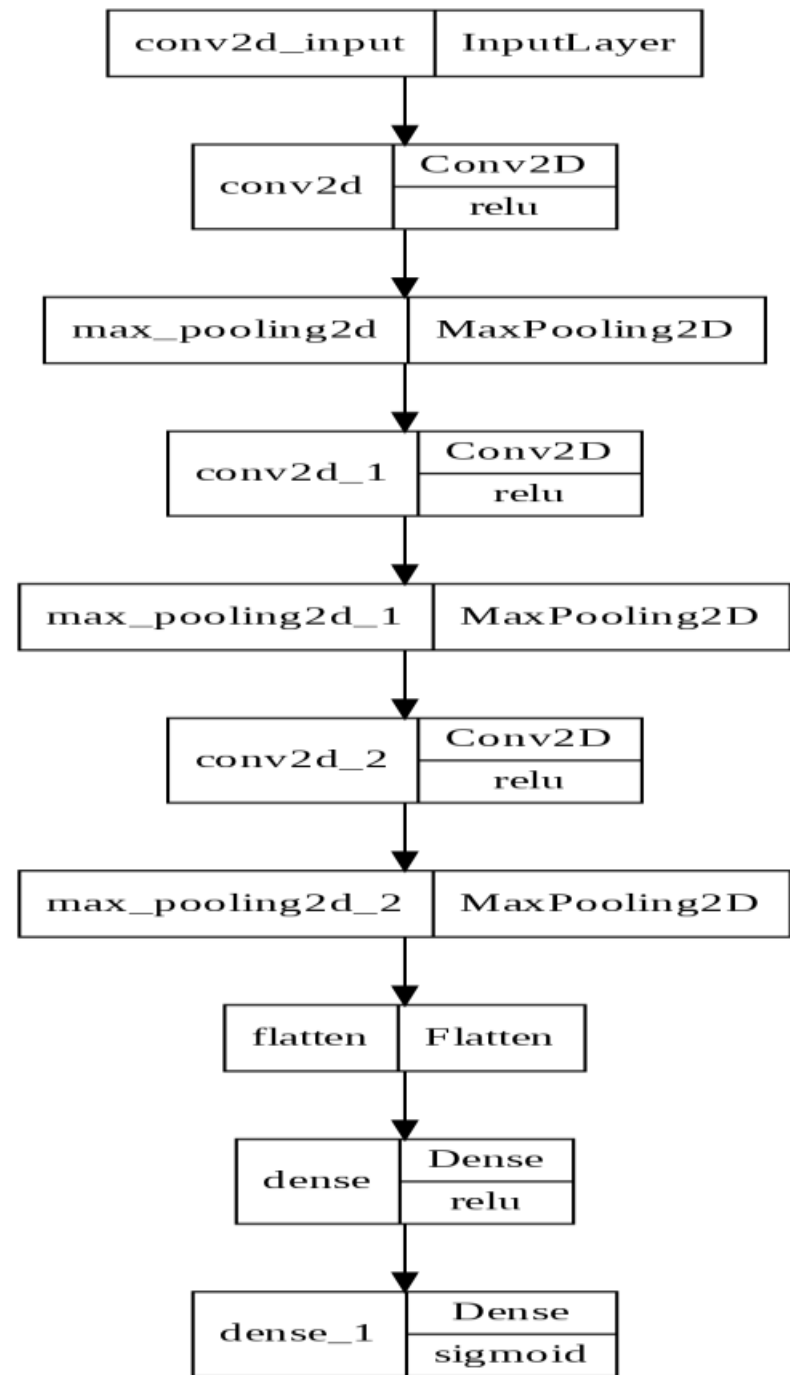 conv2d_input InputLayer
conv2d Conv2D
relu
max_pooling2d MaxPooling2D
conv2d_1 Conv2D
relu
max_pooling2d_1 MaxPooling2D
conv2d_2 Conv2D
relu
max_pooling2d_2 MaxPooling2D
flatten Flatten
dense Dense
relu
dense_1 Dense
sigmoid